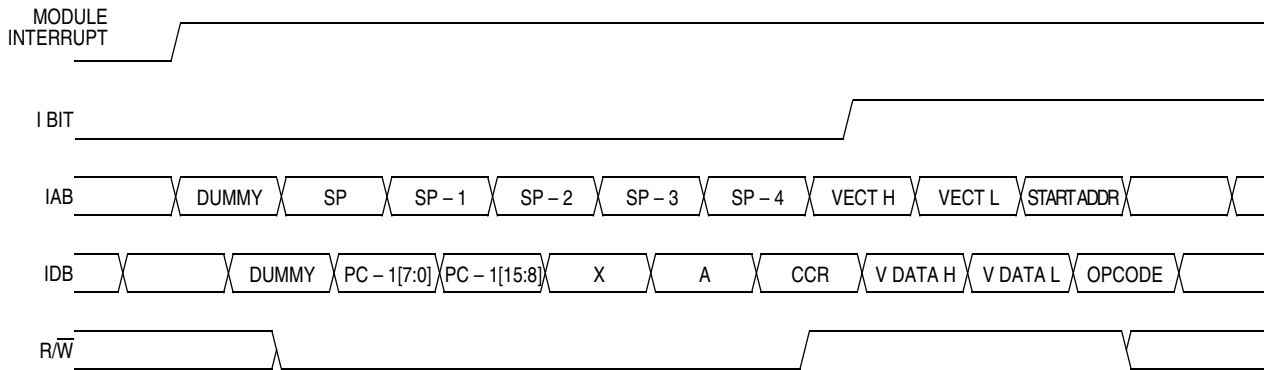 MODULE
INTERRUPT
I BIT
IAB DUMMY SP SP – 1 SP – 2 SP – 3 SP – 4 VECT H VECT L START ADDR
IDB DUMMY PC – 1[7:0] PC – 1[15:8] X A CCR V DATA H V DATA L OPCODE
R/W̅